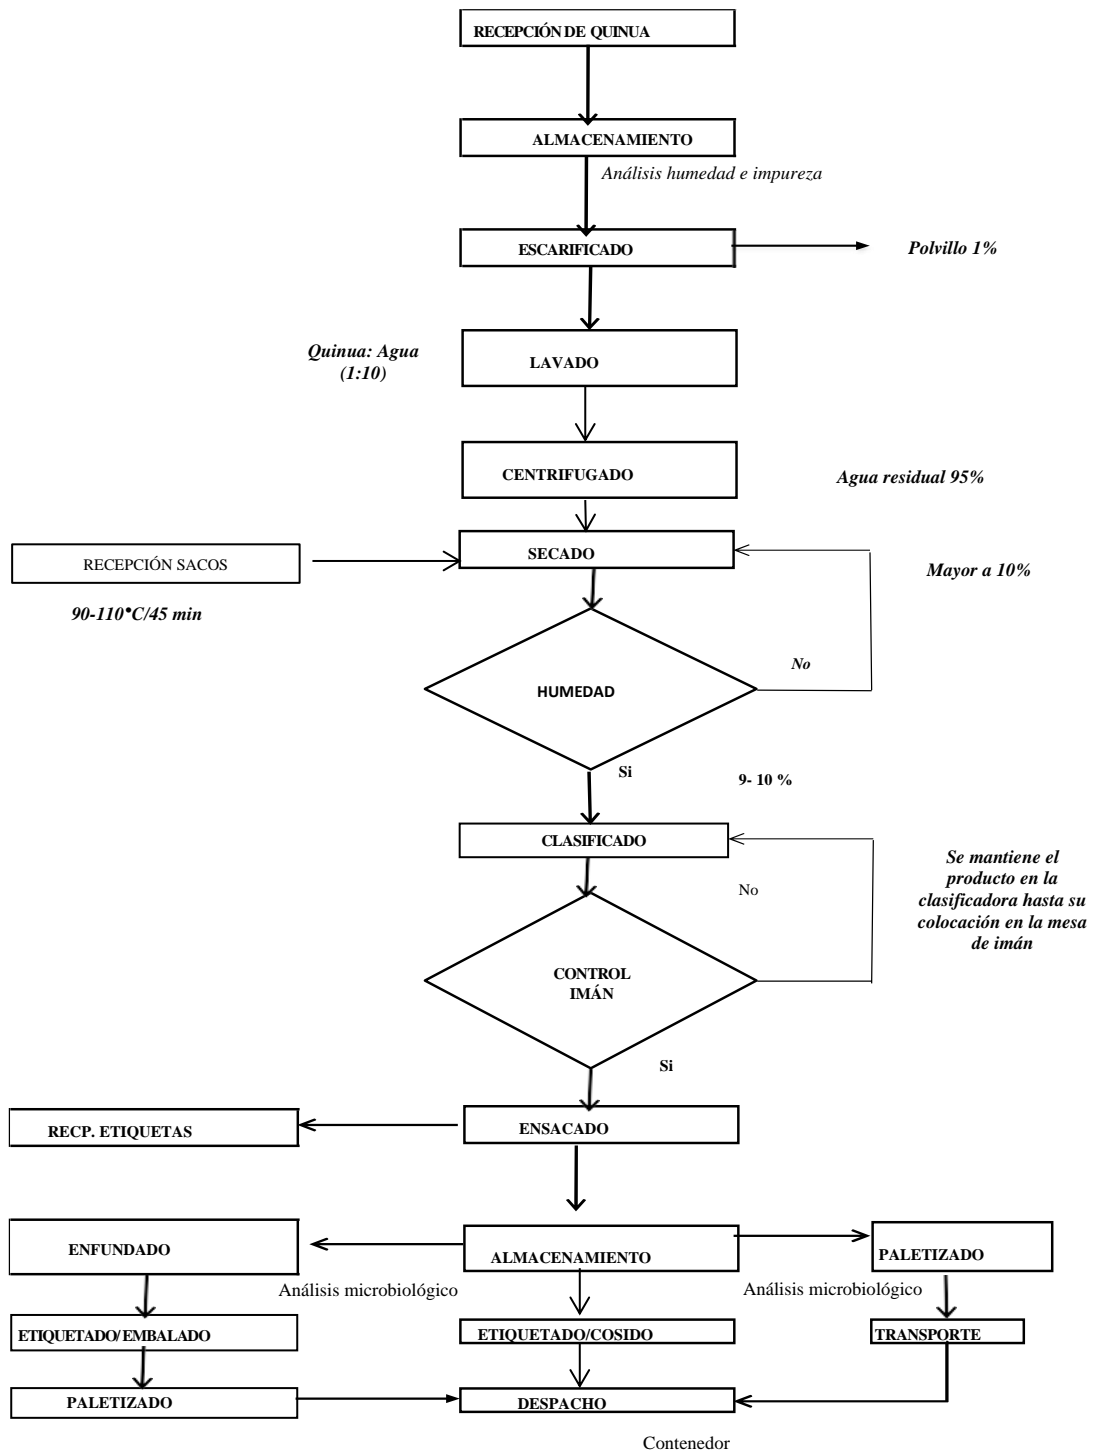 RECEPCIÓN DE QUINUA
ALMACENAMIENTO
Análisis humedad e impureza
ESCARIFICADO
Polvillo 1%
Quinua: Agua
(1:10)
LAVADO
CENTRIFUGADO
Agua residual 95%
SECADO
RECEPCIÓN SACOS
Mayor a 10%
90-110°C/45 min
No
HUMEDAD
Si
9- 10 %
CLASIFICADO
No
Se mantiene el
producto en la
clasificadora hasta su
colocación en la mesa
de imán
CONTROL
IMÁN
Si
RECP. ETIQUETAS
ENSACADO
ENFUNDADO
ALMACENAMIENTO
PALETIZADO
Análisis microbiológico
Análisis microbiológico
ETIQUETADO/EMBALADO
ETIQUETADO/COSIDO
TRANSPORTE
PALETIZADO
DESPACHO
Contenedor